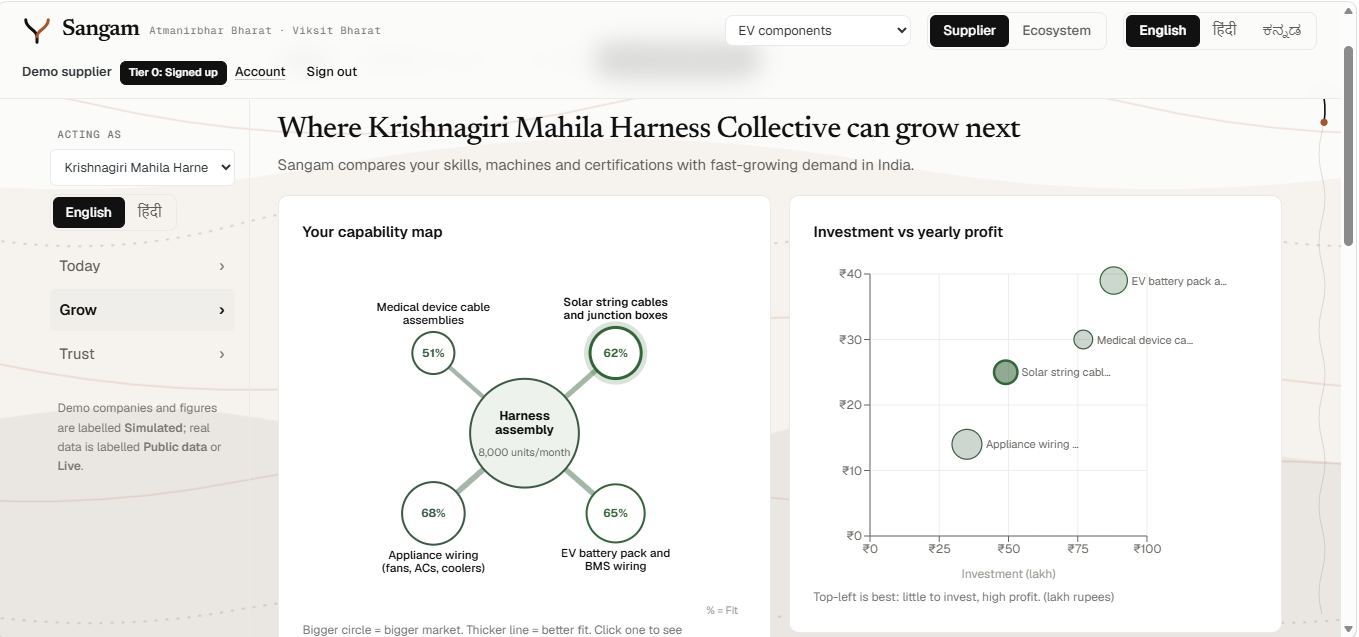 Sangam
Atmanirbhar Bharat · Viksit Bharat
EV components
Supplier
Ecosystem
English
हिंदी
ಕನ್ನಡ
Demo supplier
Tier 0: Signed up
Account
Sign out
ACTING AS
Krishnagiri Mahila Harne
English
हिंदी
Today
Grow
Trust
Demo companies and figures
are labelled Simulated; real
data is labelled Public data or
Live.
Where Krishnagiri Mahila Harness Collective can grow next
Sangam compares your skills, machines and certifications with fast-growing demand in India.
Your capability map
Medical device cable
assemblies
51%
Solar string cables
and junction boxes
62%
Harness
assembly
8,000 units/month
68%
Appliance wiring
(fans, ACs, coolers)
65%
EV battery pack and
BMS wiring
% = Fit
Bigger circle = bigger market. Thicker line = better fit. Click one to see
Investment vs yearly profit
₹40
₹30
₹20
₹10
₹0
EV battery pack a...
Medical device ca...
Solar string cabl...
Appliance wiring ...
₹0
₹25
₹50
₹75
₹100
Investment (lakh)
Top-left is best: little to invest, high profit. (lakh rupees)